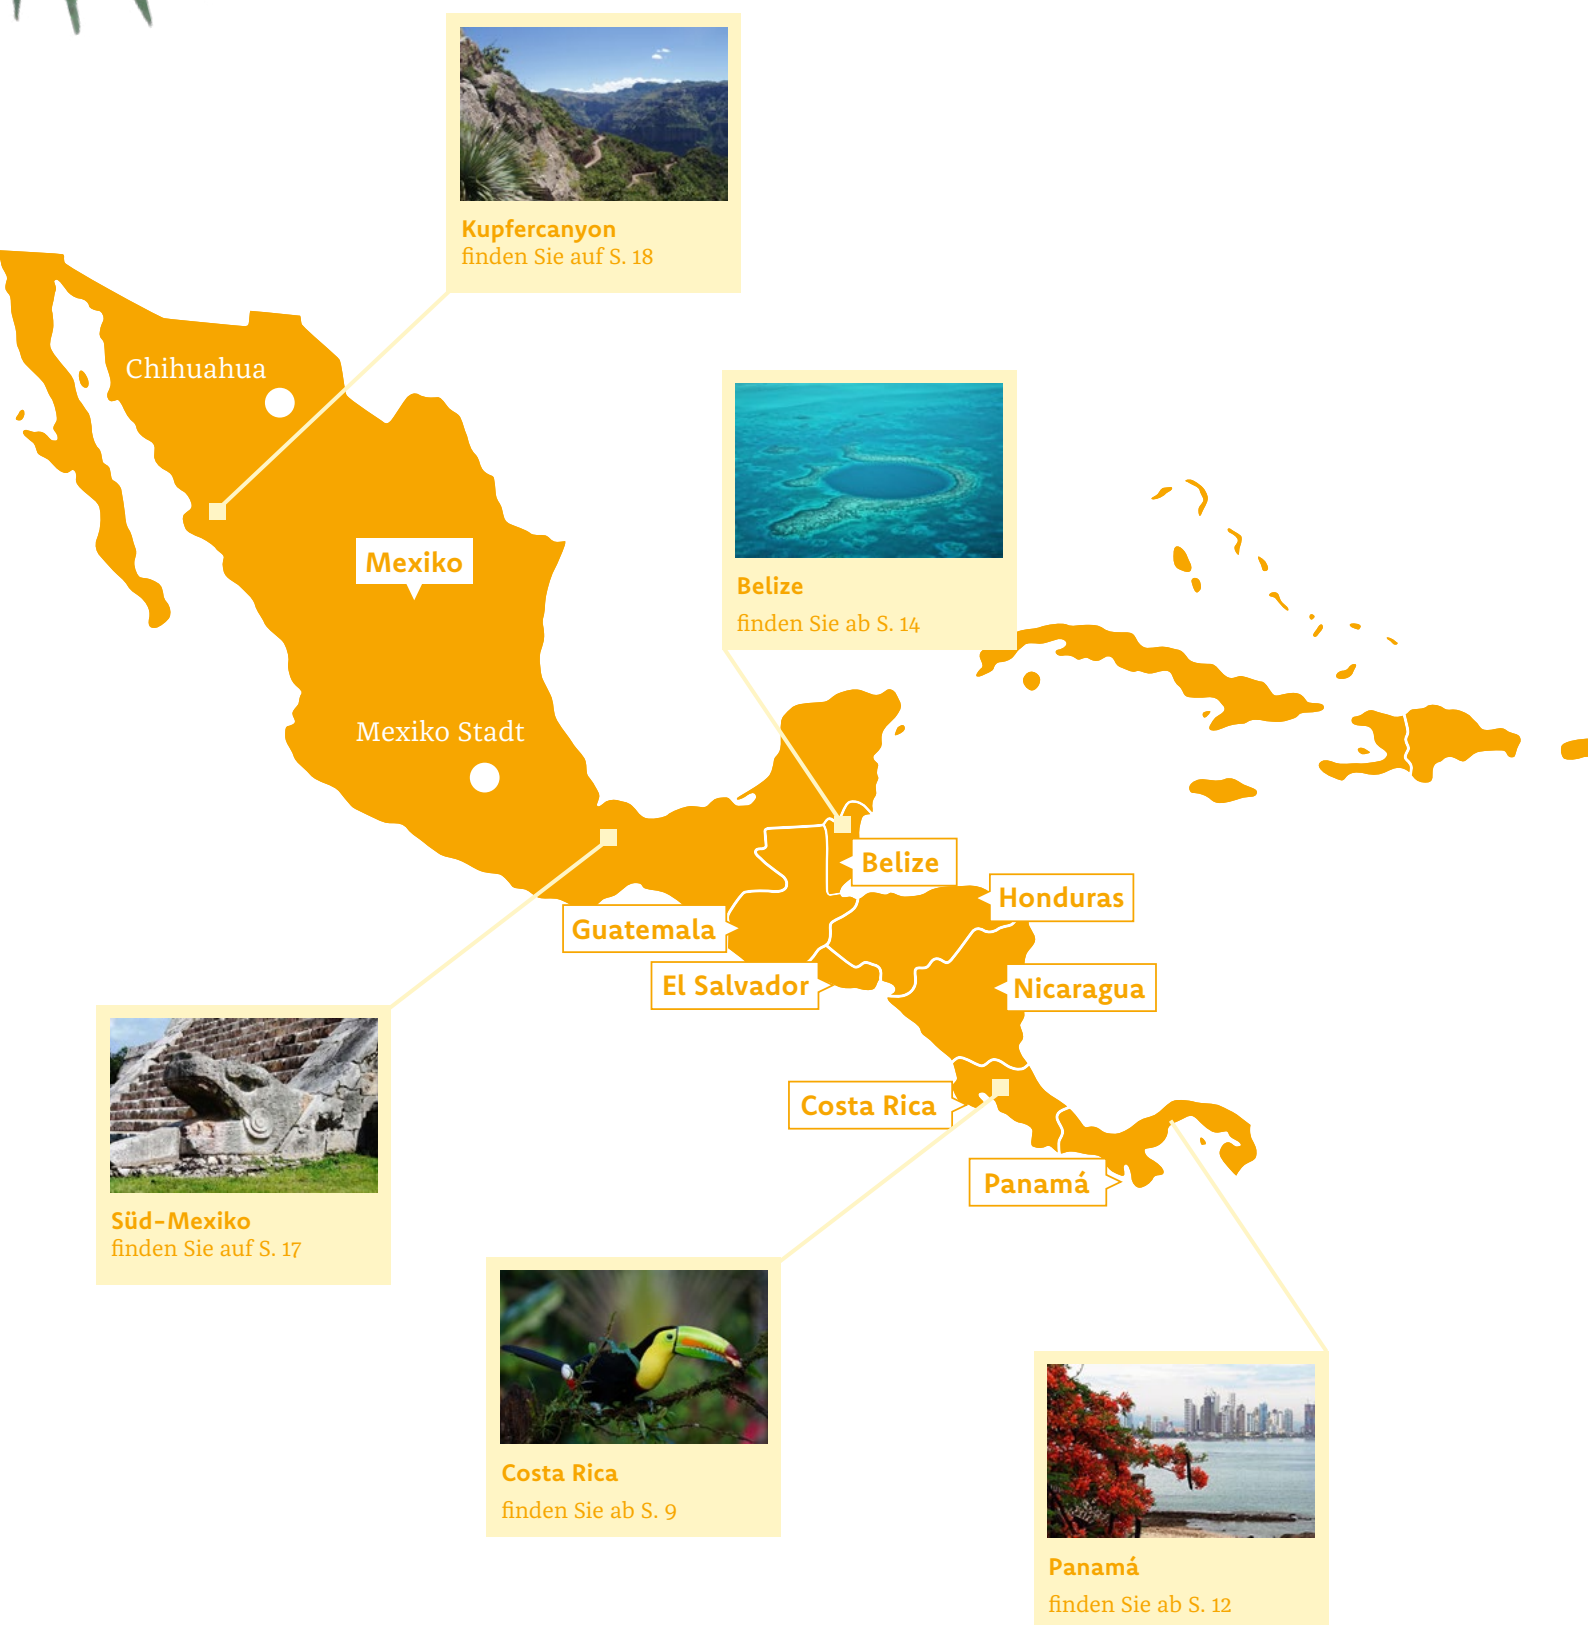 Kupfercanyon
finden Sie auf S. 18
Chihuahua
Mexiko
Belize
finden Sie ab S. 14
Mexiko Stadt
Belize
Honduras
Guatemala
El Salvador
Nicaragua
Costa Rica
Panamá
Süd-Mexiko
finden Sie auf S. 17
Costa Rica
finden Sie ab S. 9
Panamá
finden Sie ab S. 12